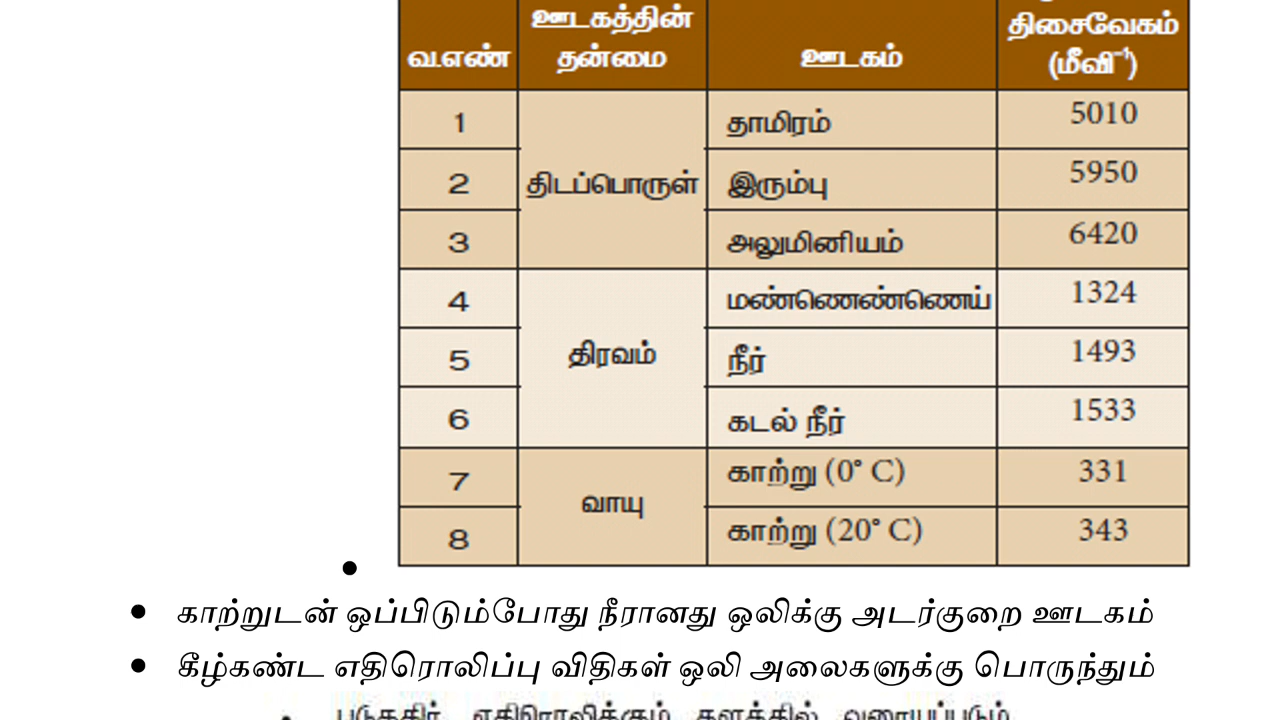 ஊடகத்தின் தன்மை
திசைவேகம் (மீவி⁻¹)
வ.எண்
ஊடகம்
1 திடப்பொருள் தாமிரம் 5010
2 இரும்பு 5950
3 அலுமினியம் 6420
4 திரவம் மண்ணெண்ணெய் 1324
5 நீர் 1493
6 கடல் நீர் 1533
7 வாயு காற்று (0° C) 331
8 காற்று (20° C) 343
• காற்றுடன் ஒப்பிடும்போது நீரானது ஒலிக்கு அடர்குறை ஊடகம்
• கீழ்கண்ட எதிரொலிப்பு விதிகள் ஒலி அலைகளுக்கு பொருந்தும்